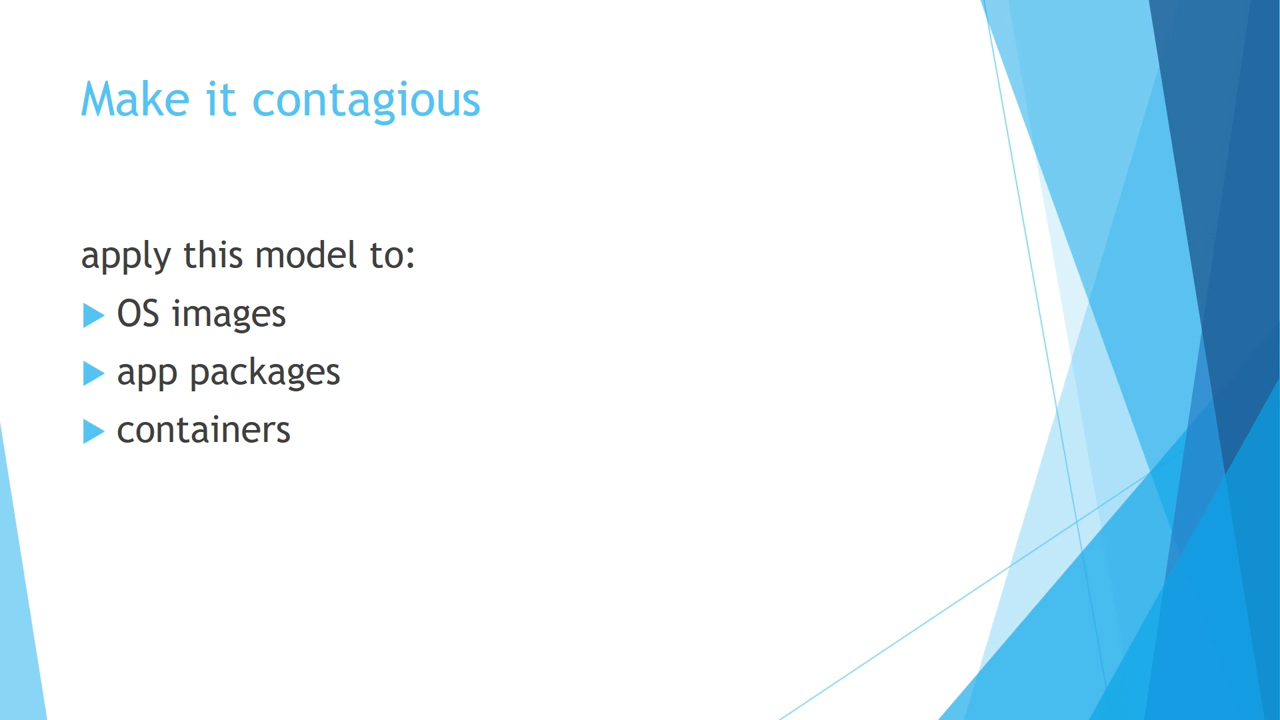 Make it contagious
apply this model to:
OS images
app packages
containers